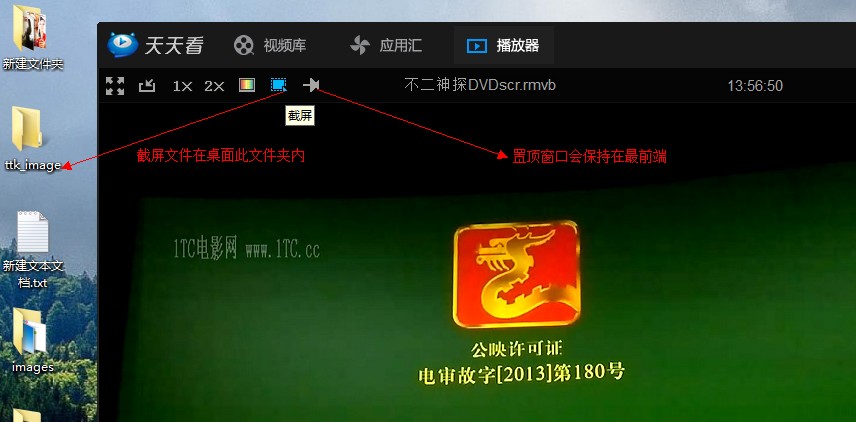 新建文件夹
ttk_image
新建文本文
档.txt
images
天天看
视频库
应用汇
播放器
1×
2×
不二神探DVDscr.rmvb
13:56:50
截屏
截屏文件在桌面此文件夹内
置顶窗口会保持在最前端
1TC电影网 www.1TC.cc
公映许可证
电审故字[2013]第180号